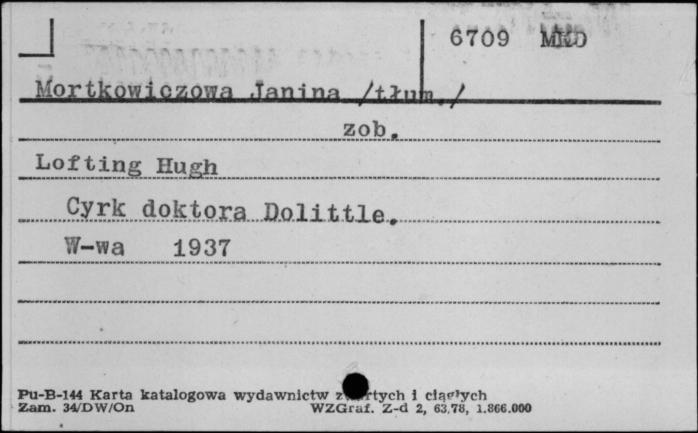 6709 MKD
Mortkowiczowa Janina /tłum./
zob.
Lofting Hugh
Cyrk doktora Dolittle.
W-wa 1937
Pu-B-144 Karta katalogowa wydawnictw zwartych i ciągłych
Zam. 34/DW/On WZGraf. Z-d 2, 63,78, 1.866.000